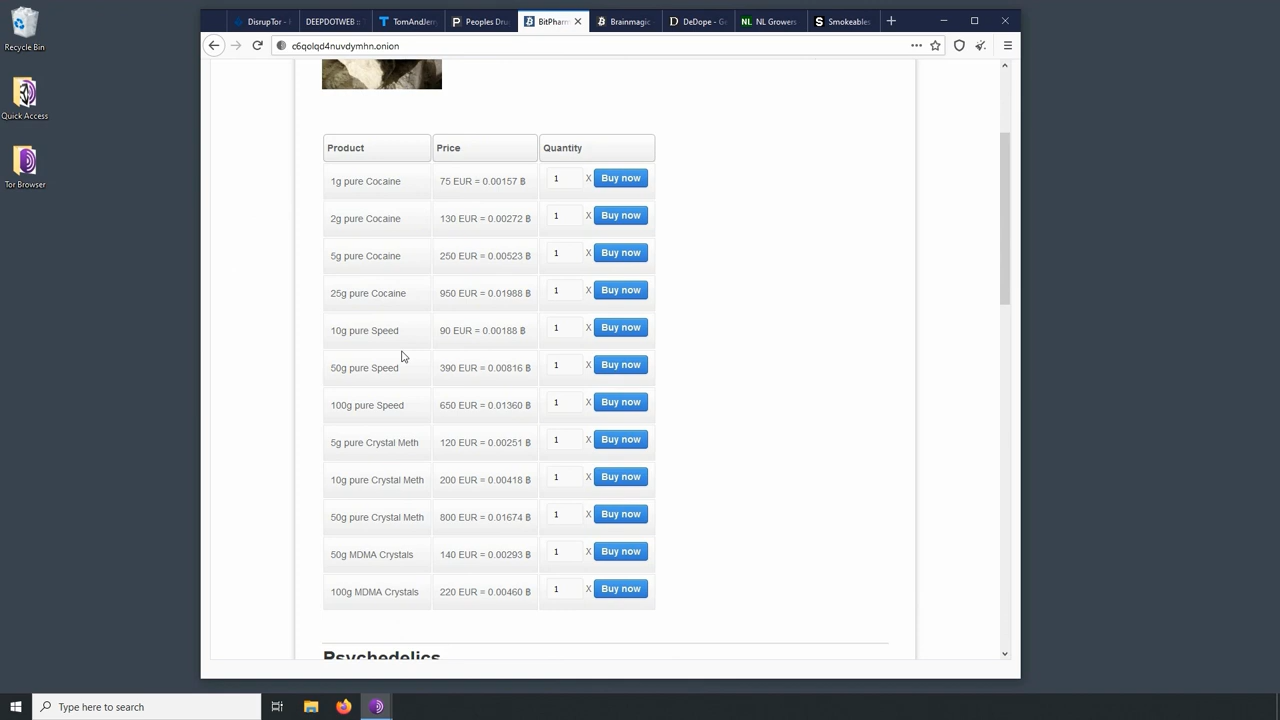 Recycle Bin
Quick Access
Tor Browser
DisrupTor -
DEEPDOTWEB ::
TomAndJerr
Peoples Dru
BitPharm
Brainmagic
DeDope - Ge
NL Growers
Smokeables
c6qolqd4nuvdymhn.onion
Product Price Quantity
1g pure Cocaine 75 EUR = 0.00157 ฿ 1 X Buy now
2g pure Cocaine 130 EUR = 0.00272 ฿ 1 X Buy now
5g pure Cocaine 250 EUR = 0.00523 ฿ 1 X Buy now
25g pure Cocaine 950 EUR = 0.01988 ฿ 1 X Buy now
10g pure Speed 90 EUR = 0.00188 ฿ 1 X Buy now
50g pure Speed 390 EUR = 0.00816 ฿ 1 X Buy now
100g pure Speed 650 EUR = 0.01360 ฿ 1 X Buy now
5g pure Crystal Meth 120 EUR = 0.00251 ฿ 1 X Buy now
10g pure Crystal Meth 200 EUR = 0.00418 ฿ 1 X Buy now
50g pure Crystal Meth 800 EUR = 0.01674 ฿ 1 X Buy now
50g MDMA Crystals 140 EUR = 0.00293 ฿ 1 X Buy now
100g MDMA Crystals 220 EUR = 0.00460 ฿ 1 X Buy now
Psychedelics
Type here to search